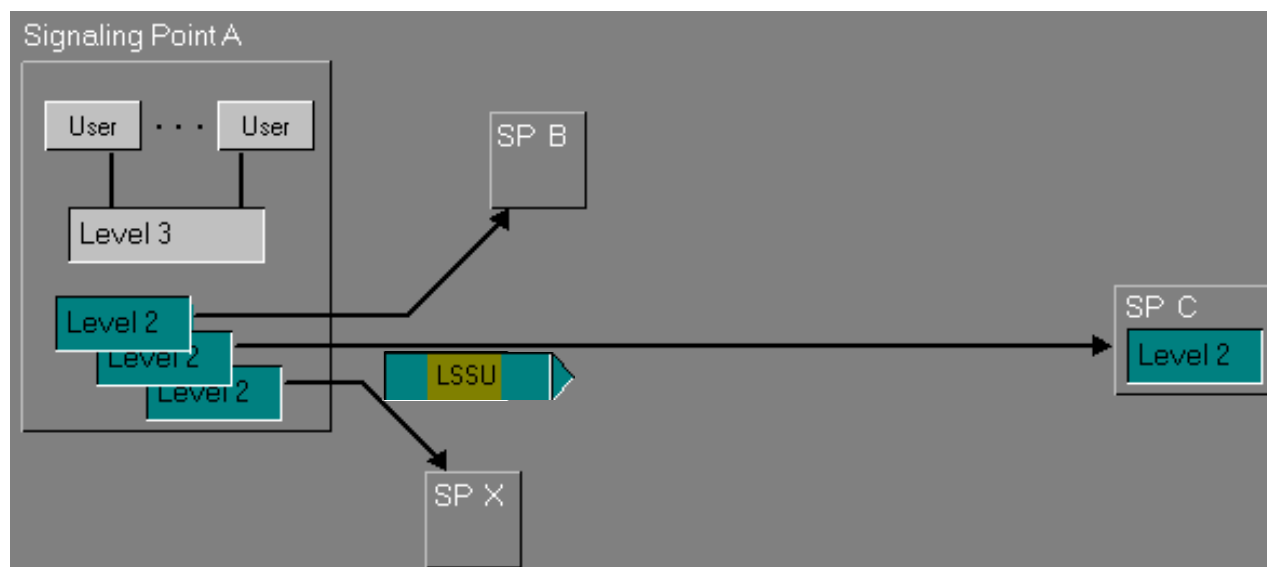 Signaling Point A
User . . . User
Level 3
Level 2
Level 2
Level 2
SP B
LSSU
SP X
SP C
Level 2